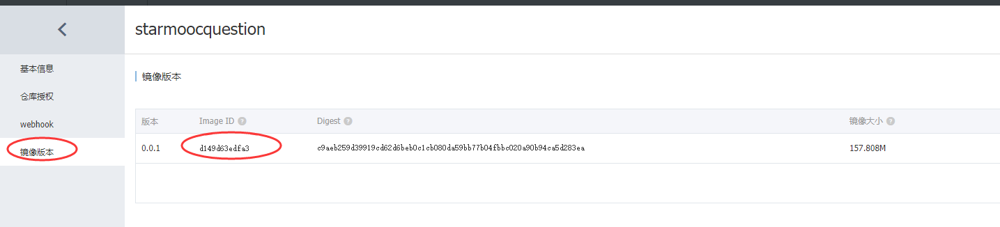 starmoocquestion
基本信息
仓库授权
webhook
镜像版本
镜像版本
版本 Image ID ? Digest ? 镜像大小 ?
0.0.1 d149d63edfa3 c9aeb259d39919cd62d6beb0c1cb080da59bb77b04fbbc020a90b94ca5d283ea 157.808M